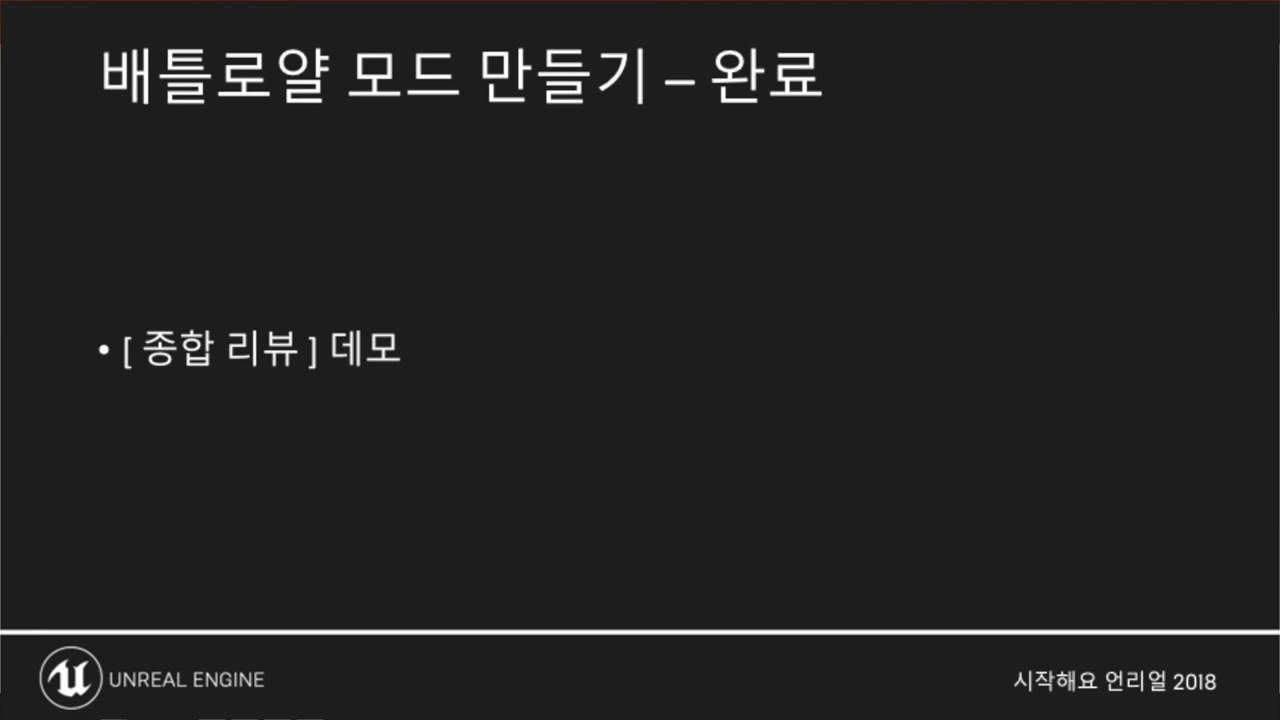 배틀로얄 모드 만들기 – 완료
• [ 종합 리뷰 ] 데모
UNREAL ENGINE
시작해요 언리얼 2018